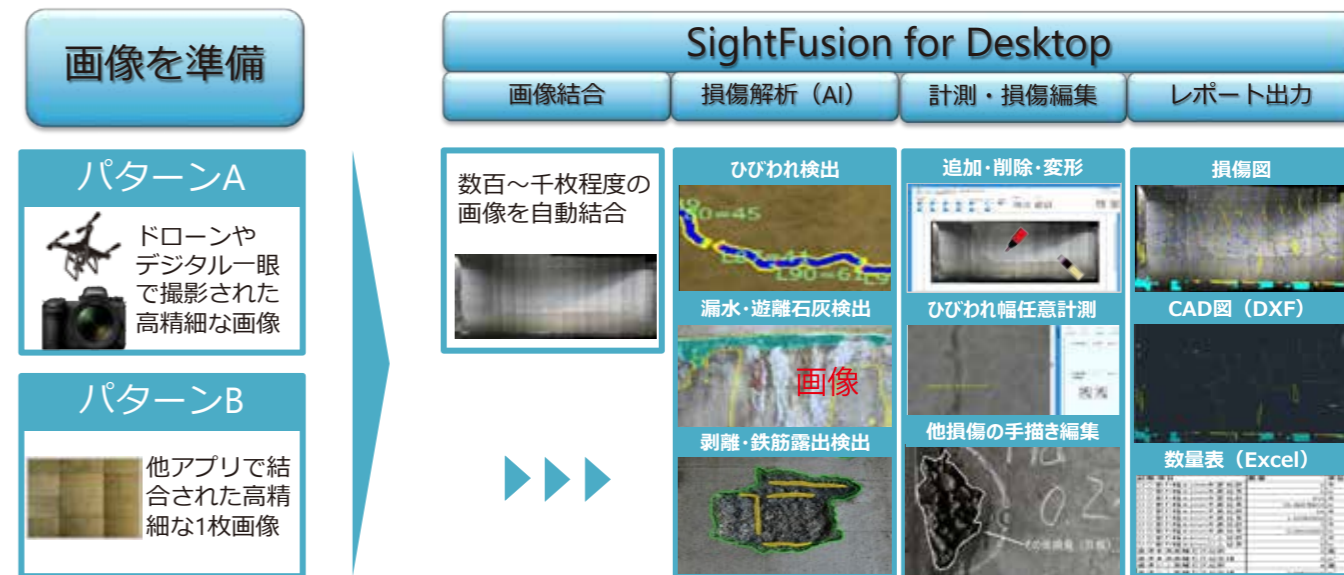 画像を準備
パターンA
ドローンや
デジタル一眼
で撮影された
高精細な画像
パターンB
他アプリで結
合された高精
細な1枚画像
SightFusion for Desktop
画像結合
数百～千枚程度の
画像を自動結合
損傷解析（AI）
ひびわれ検出
漏水・遊離石灰検出
画像
剥離・鉄筋露出検出
計測・損傷編集
追加・削除・変形
ひびわれ幅任意計測
他損傷の手描き編集
レポート出力
損傷図
CAD図（DXF）
数量表（Excel）